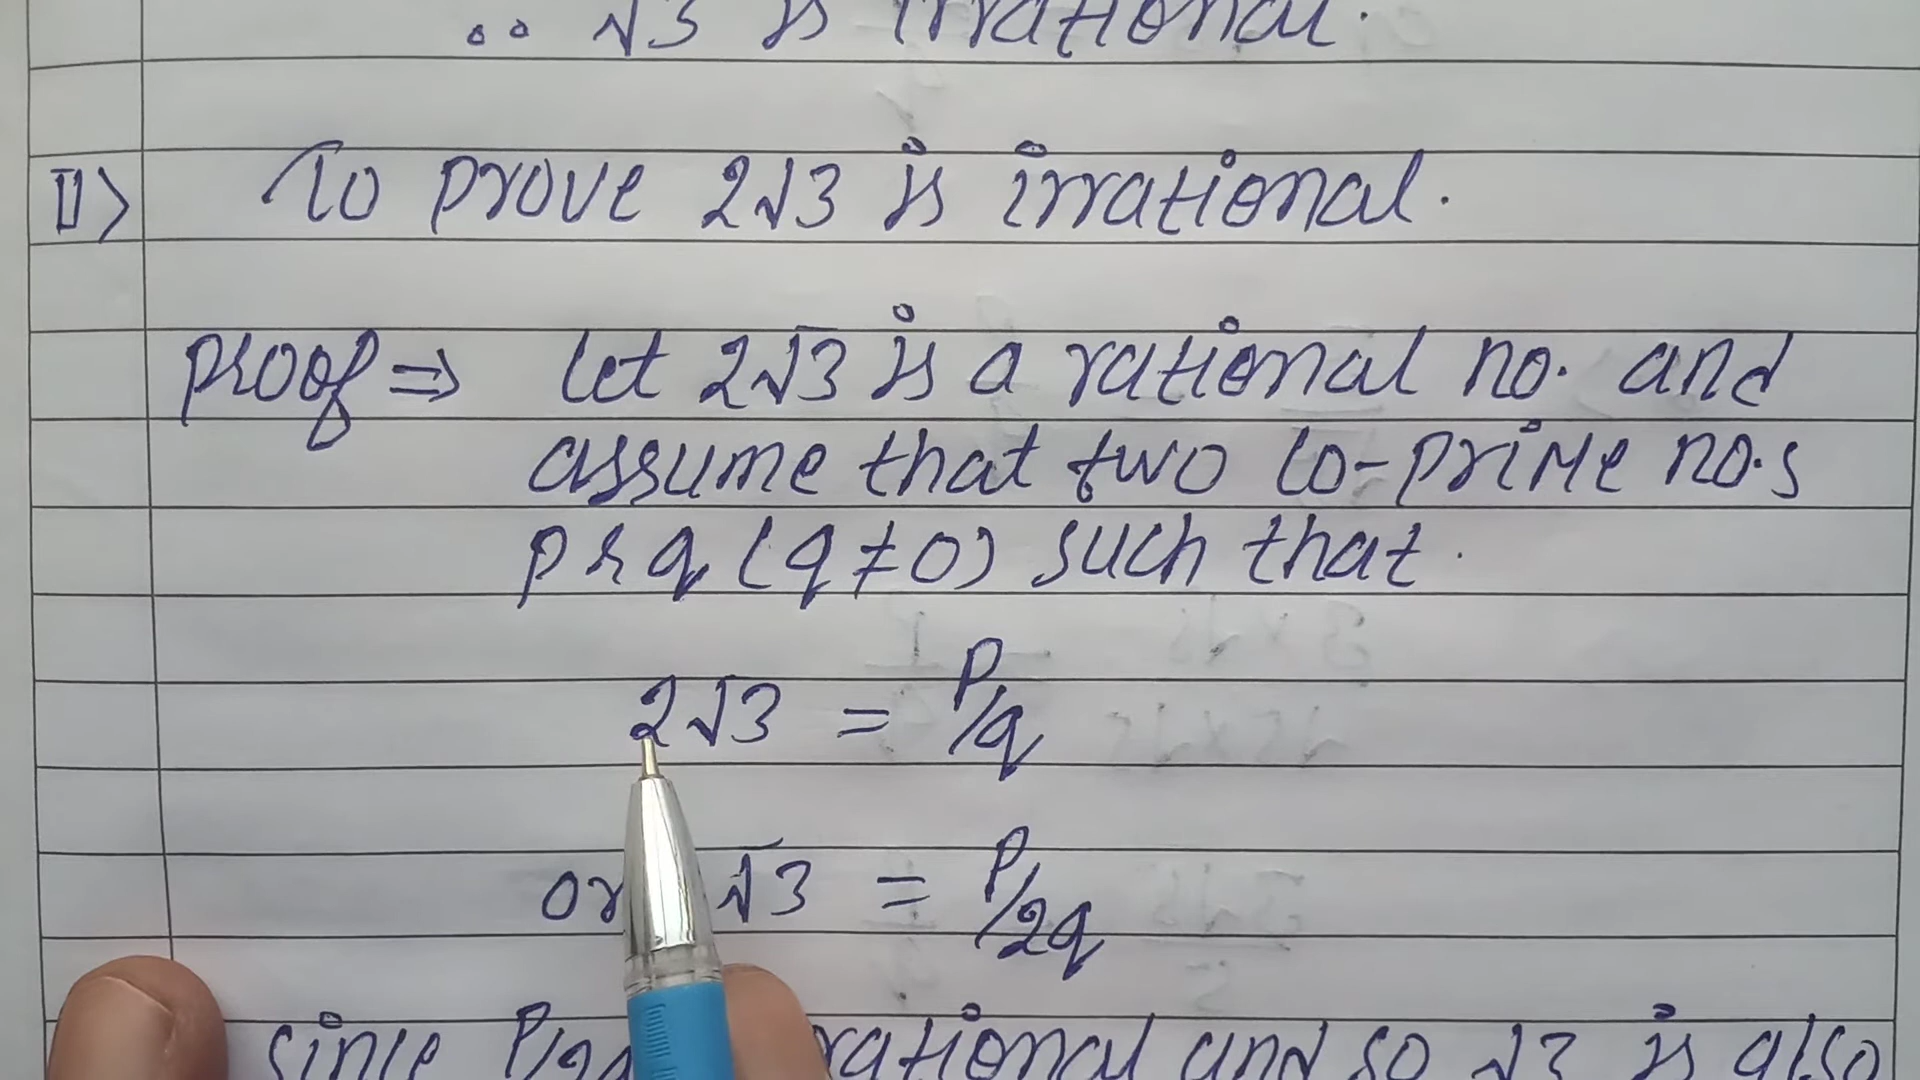 ∴ √3 is irrational.
II> To prove 2√3 is irrational.
Proof ⇒ let 2√3 is a rational no. and
assume that two co-prime no.s
p & q (q ≠ 0) such that.
2√3 = P/q
or √3 = P/2q
since P/2q rational and so √3 is also